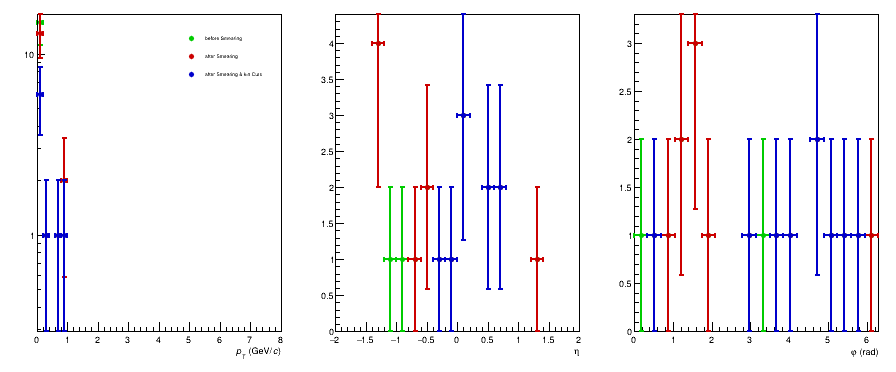 before Smearing
after Smearing
after Smearing & kin Cuts
10
1
0 1 2 3 4 5 6 7 8
p_T (GeV/c)
4
3.5
3
2.5
2
1.5
1
0.5
0
−2 −1.5 −1 −0.5 0 0.5 1 1.5 2
η
3
2.5
2
1.5
1
0.5
0
0 1 2 3 4 5 6
φ (rad)